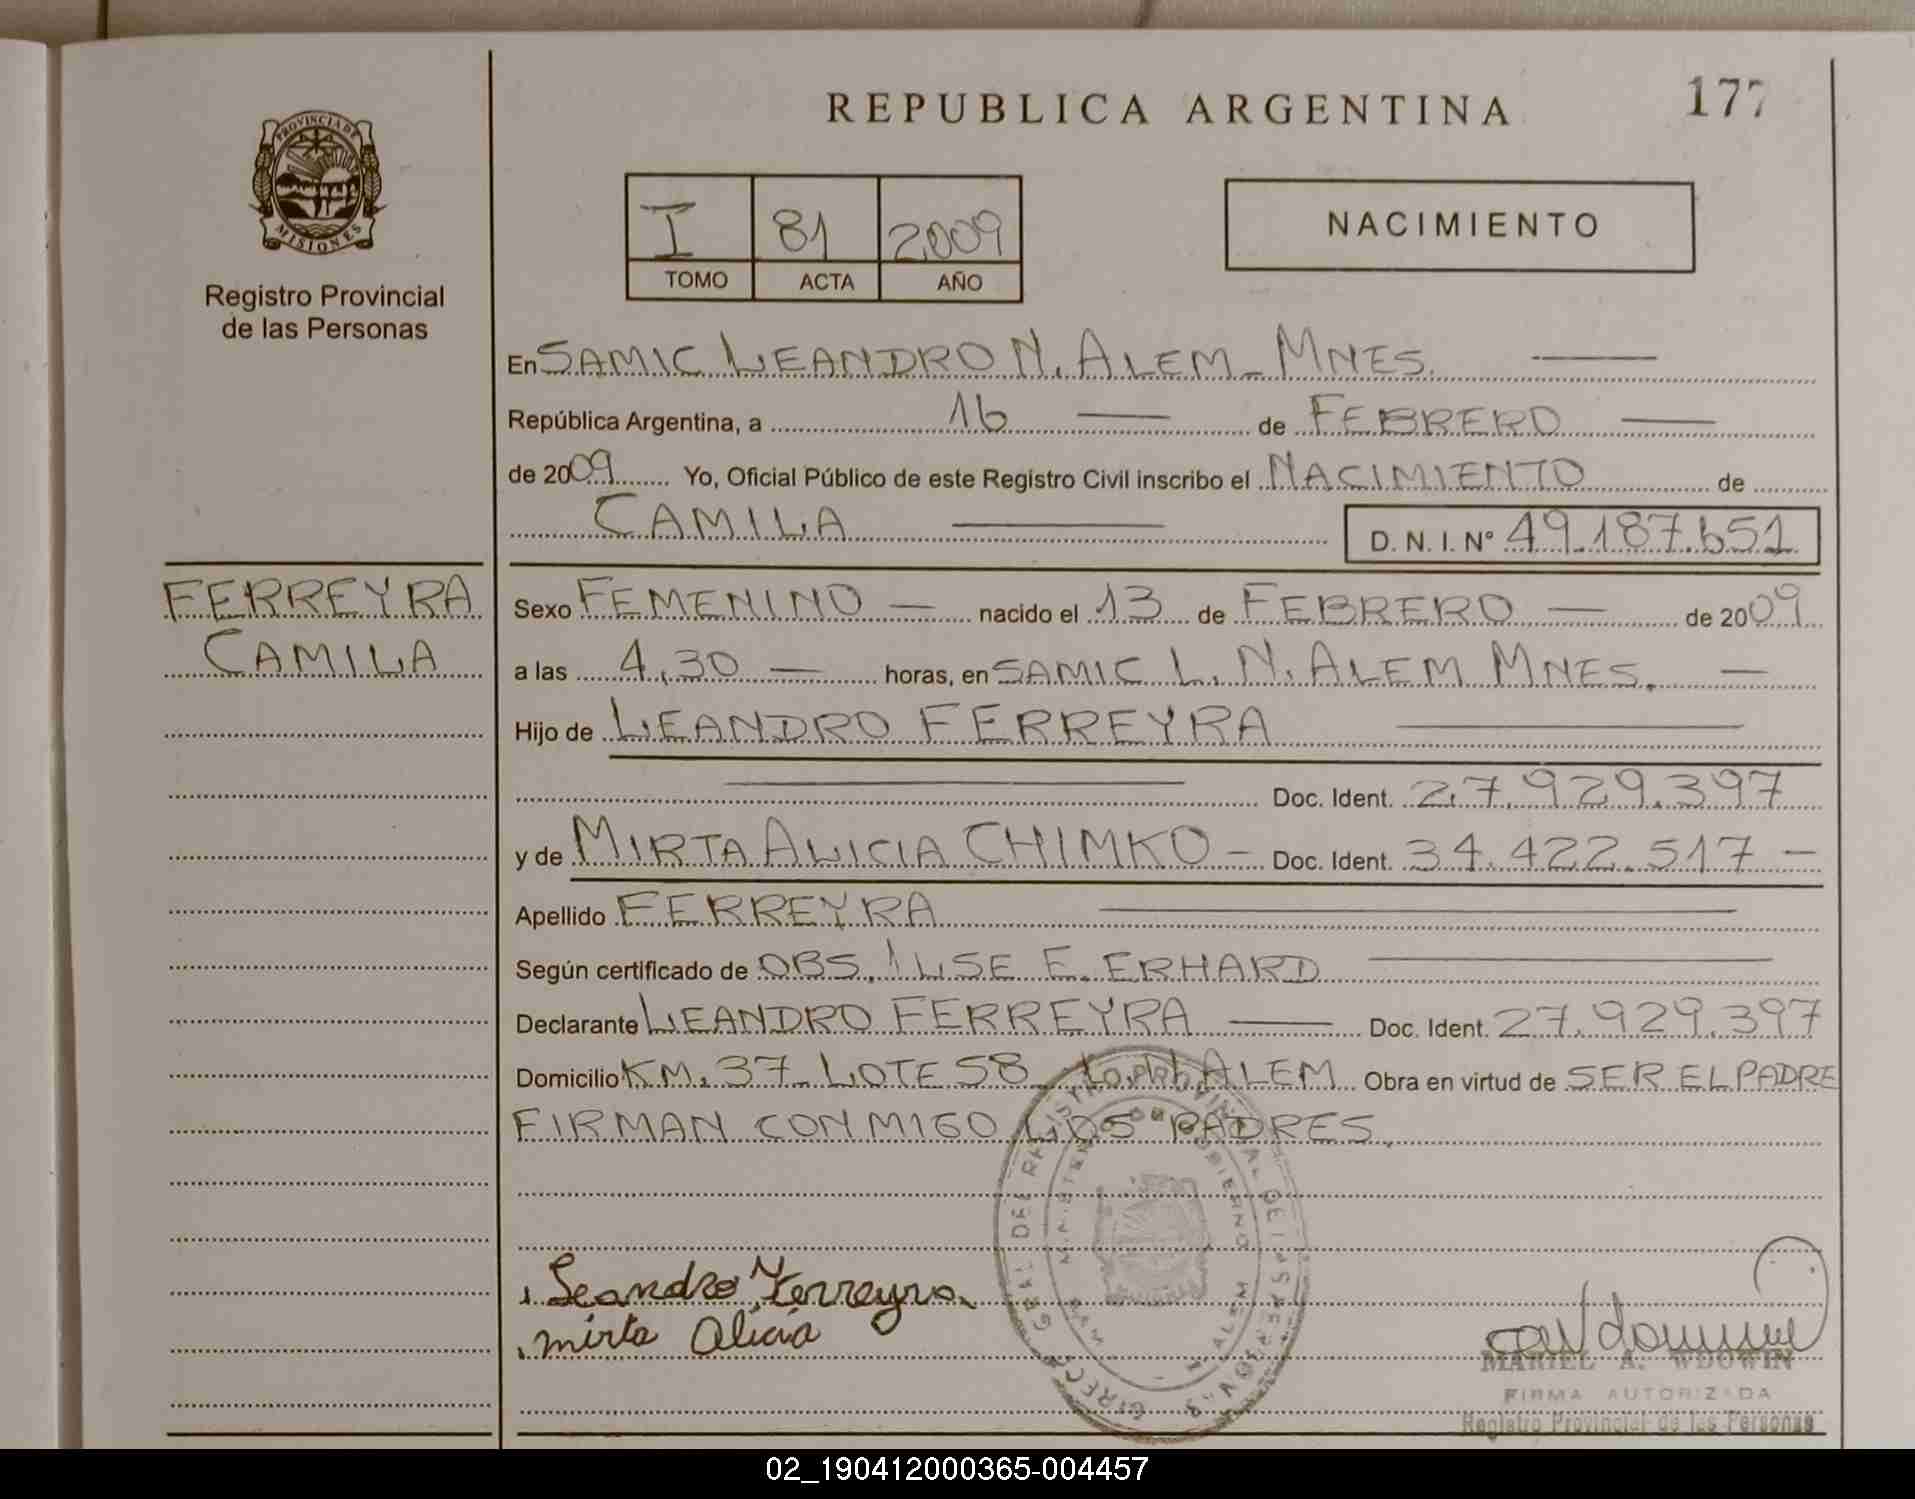 REPUBLICA ARGENTINA
177
PROVINCIA DE MISIONES
Registro Provincial
de las Personas
I 81 2009
TOMO ACTA AÑO
NACIMIENTO
En SAMIC LEANDRO N. ALEM - MNES.
República Argentina, a 16 de FEBRERO
de 2009 Yo, Oficial Público de este Registro Civil inscribo el NACIMIENTO de
CAMILA D. N. I. Nº 49.187.651
FERREYRA
CAMILA
Sexo FEMENINO nacido el 13 de FEBRERO de 2009
a las 4,30 horas, en SAMIC L. N. ALEM MNES.
Hijo de LEANDRO FERREYRA
Doc. Ident. 27.929.397
y de MIRTA ALICIA CHIMKO - Doc. Ident. 34.422.517 -
Apellido FERREYRA
Según certificado de OBS. ILSE E. ERHARD
Declarante LEANDRO FERREYRA Doc. Ident. 27.929.397
Domicilio KM. 37 LOTE 58 L.N. ALEM Obra en virtud de SER EL PADRE
FIRMAN CONMIGO LOS PADRES.
Leandro Ferreyra
mirta Alicia
MARIEL A. WDOWIN
FIRMA AUTORIZADA
Registro Provincial de las Personas
02_190412000365-004457